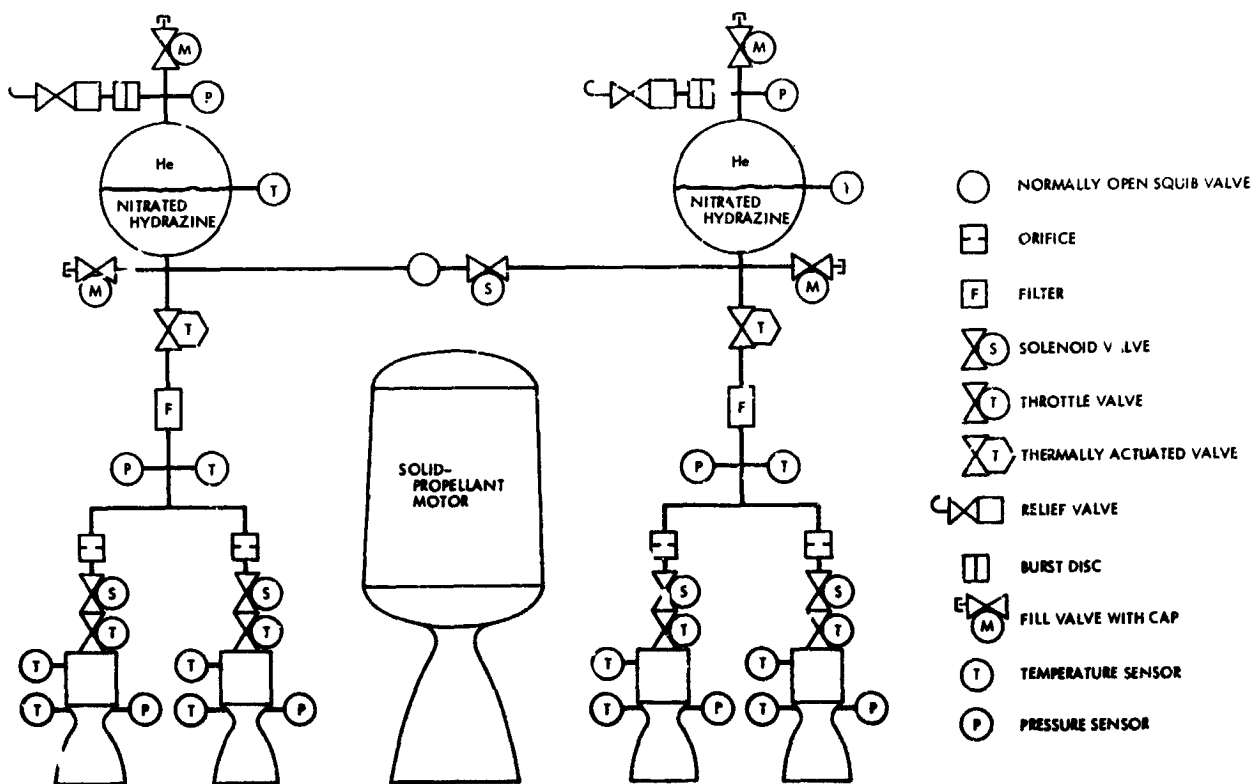 M
M
P
P
He
He
T
NITRATED
HYDRAZINE
NITRATED
HYDRAZINE
M
S
M
T
T
F
F
P
T
P
T
SOLID-
PROPELLANT
MOTOR
S
S
S
S
T
T
T
T
T
T
T
T
T
P
T
P
T
P
T
P
NORMALLY OPEN SQUIB VALVE
ORIFICE
F
FILTER
S
SOLENOID V LVE
T
THROTTLE VALVE
T
THERMALLY ACTUATED VALVE
RELIEF VALVE
BURST DISC
M
FILL VALVE WITH CAP
T
TEMPERATURE SENSOR
P
PRESSURE SENSOR